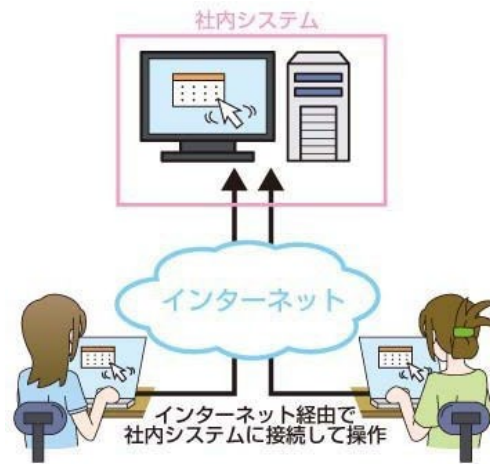 社内システム
インターネット
インターネット経由で
社内システムに接続して操作